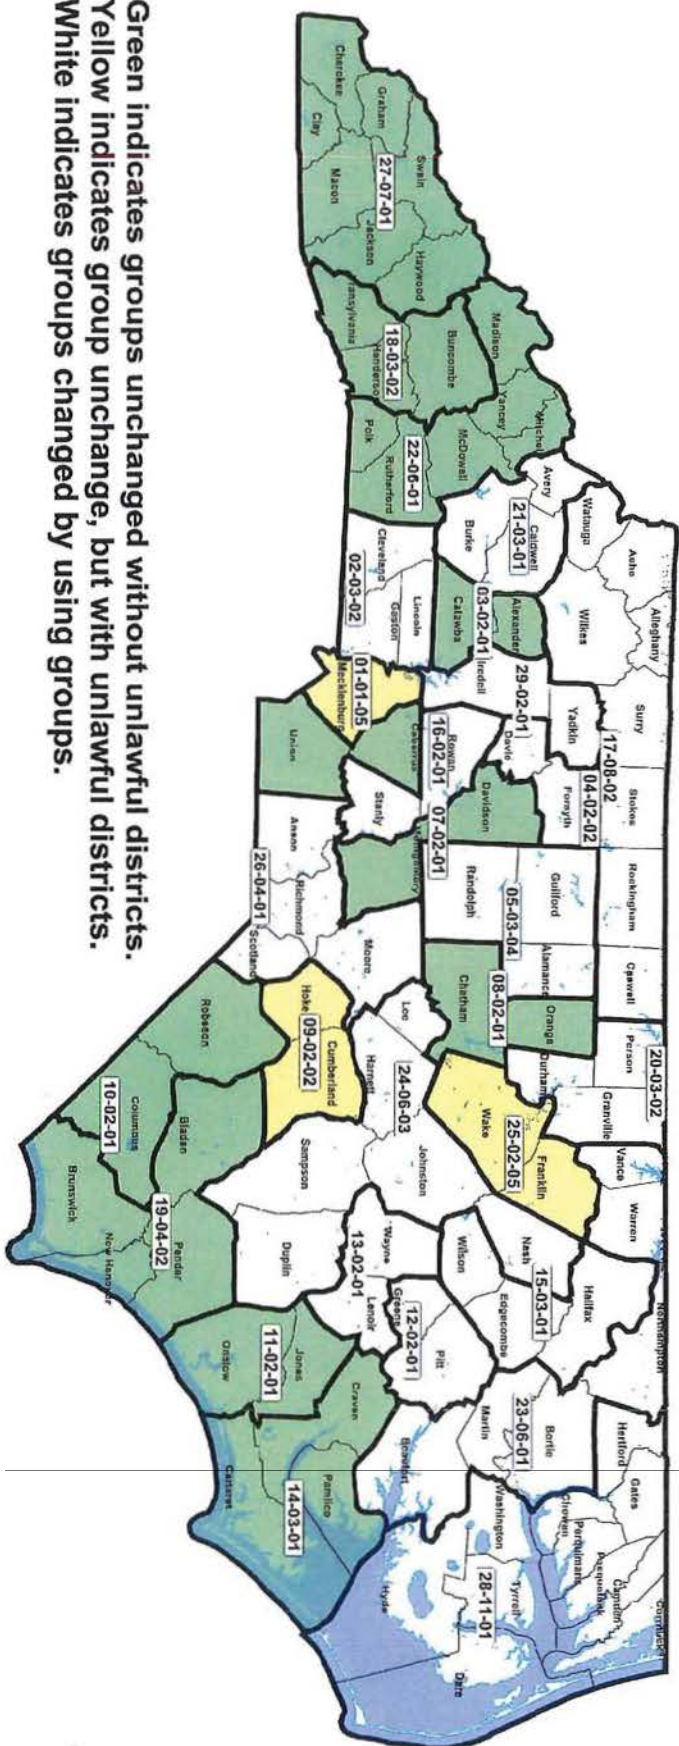 Cherokee
Graham
Clay
Swain
Macon
27-07-01
Jackson
Haywood
Transylvania
18-03-02
Henderson
Buncombe
Madison
Yancey
Mitchell
McDowell
Polk
Rutherford
22-06-01
Avery
Burke
Caldwell
21-03-01
Watauga
Ashe
Alleghany
Wilkes
Cleveland
02-03-02
Gaston
Lincoln
Catawba
03-02-01
Alexander
Iredell
29-02-01
Surry
Yadkin
Davie
Mecklenburg
01-01-05
Cabarrus
Rowan
16-02-01
17-08-02
Stokes
Forsyth
04-02-02
Davidson
07-02-01
Union
Stanly
Montgomery
Anson
Richmond
26-04-01
Scotland
Randolph
Guilford
05-03-04
Rockingham
Caswell
Alamance
Moore
Chatham
08-02-01
Orange
Person
20-03-02
Durham
Granville
Vance
Warren
Lee
Hoke
09-02-02
Cumberland
Harnett
24-06-03
Johnston
Wake
25-02-05
Franklin
Robeson
Columbus
10-02-01
Bladen
Brunswick
New Hanover
19-04-02
Pender
Sampson
Duplin
Wayne
13-02-01
Lenoir
Greene
Wilson
Nash
15-03-01
Edgecombe
Halifax
Northampton
12-02-01
Pitt
Onslow
11-02-01
Jones
Craven
Carteret
Pamlico
14-03-01
Beaufort
Martin
23-06-01
Bertie
Hertford
Gates
Washington
Chowan
Perquimans
Pasquotank
Camden
Currituck
Tyrrell
28-11-01
Hyde
Dare
Green indicates groups unchanged without unlawful districts.
Yellow indicates group unchange, but with unlawful districts.
White indicates groups changed by using groups.